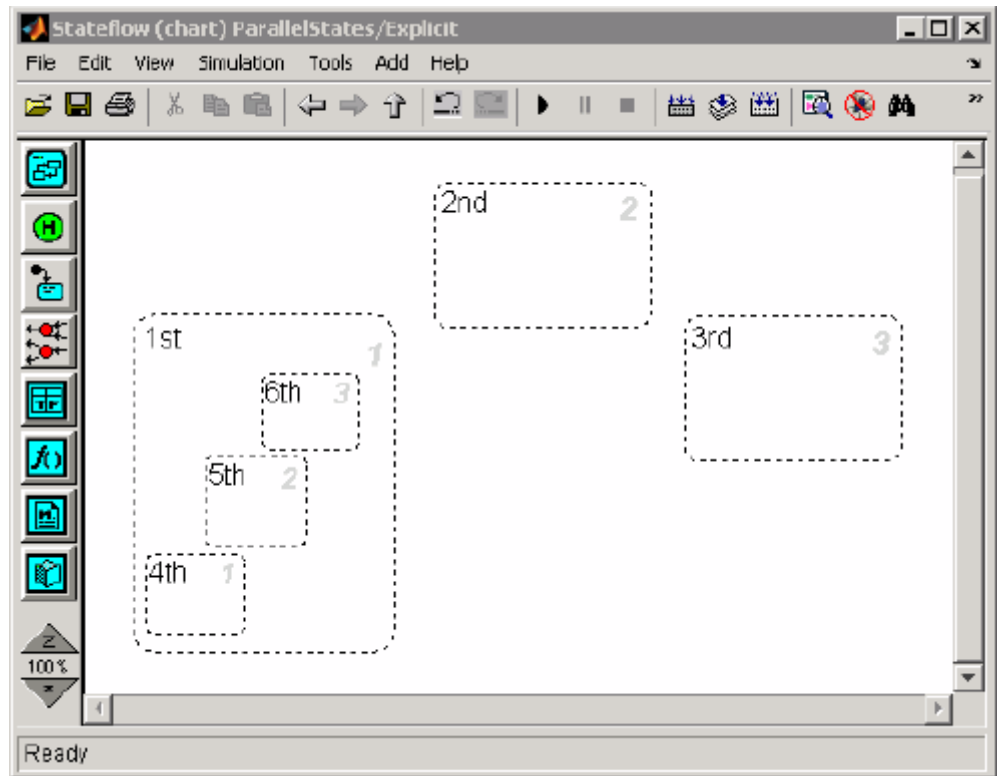 Stateflow (chart) ParallelStates/Explicit
File Edit View Simulation Tools Add Help
2nd 2
1st 1
3rd 3
6th 3
5th 2
4th 1
100%
Ready